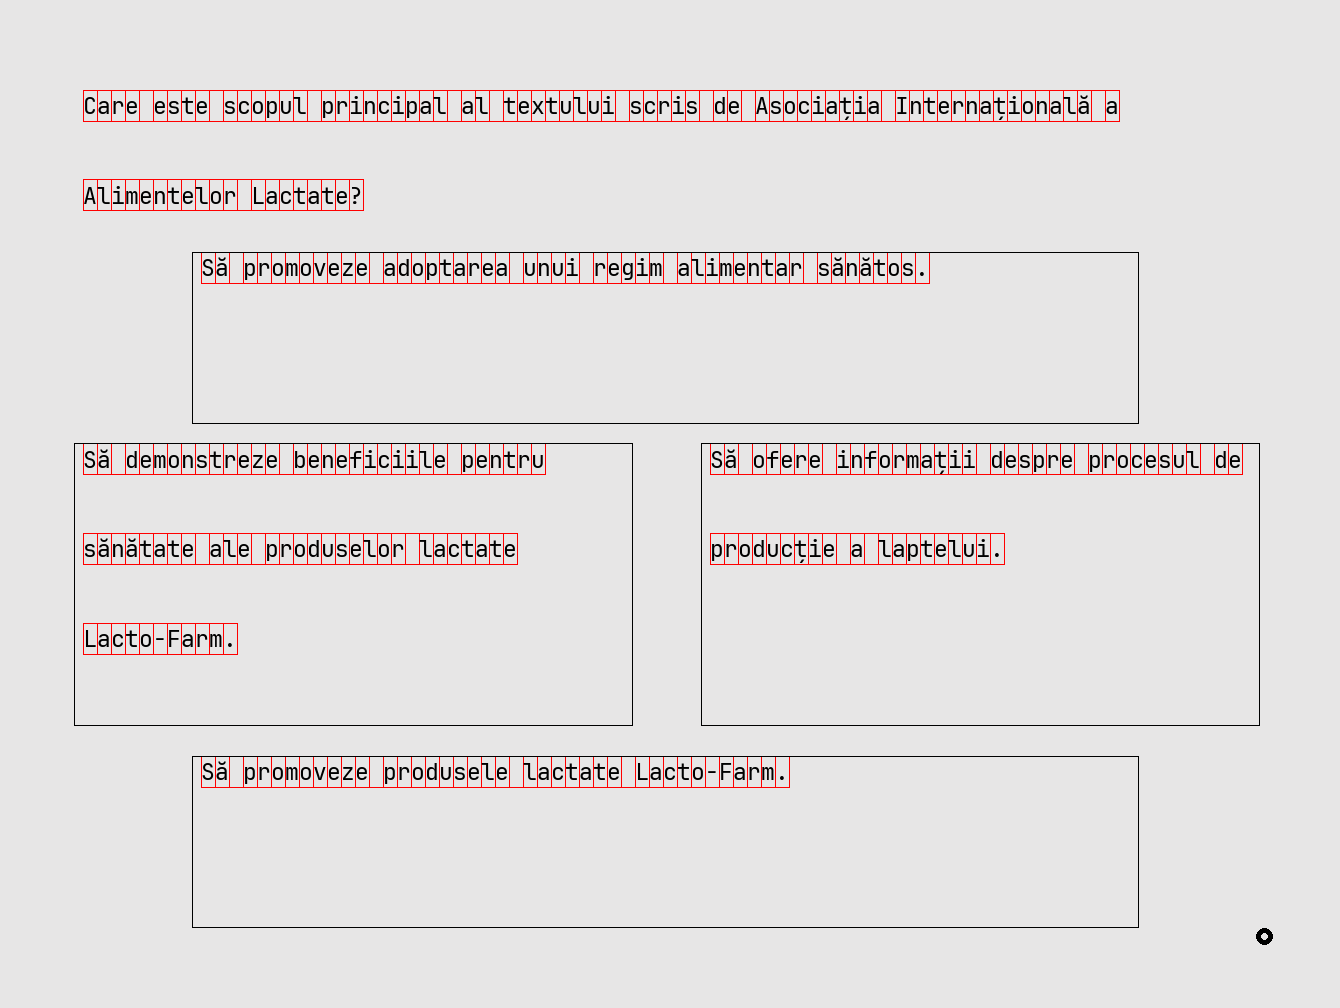 Care este scopul principal al textului scris de Asociația Internațională a
Alimentelor Lactate?
Să promoveze adoptarea unui regim alimentar sănătos.
Să demonstreze beneficiile pentru
sănătate ale produselor lactate
Lacto-Farm.
Să ofere informații despre procesul de
producție a laptelui.
Să promoveze produsele lactate Lacto-Farm.